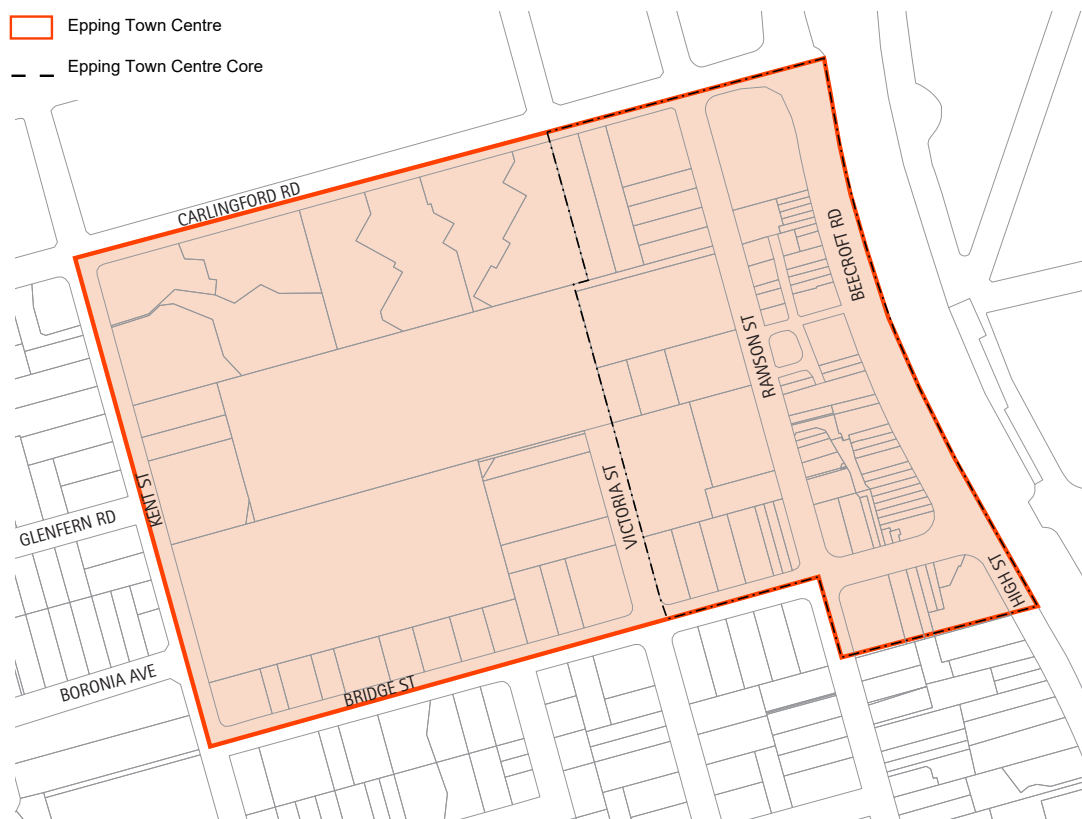 Epping Town Centre
Epping Town Centre Core
CARLINGFORD RD
BEECROFT RD
RAWSON ST
KENT ST
VICTORIA ST
GLENFERN RD
HIGH ST
BORONIA AVE
BRIDGE ST